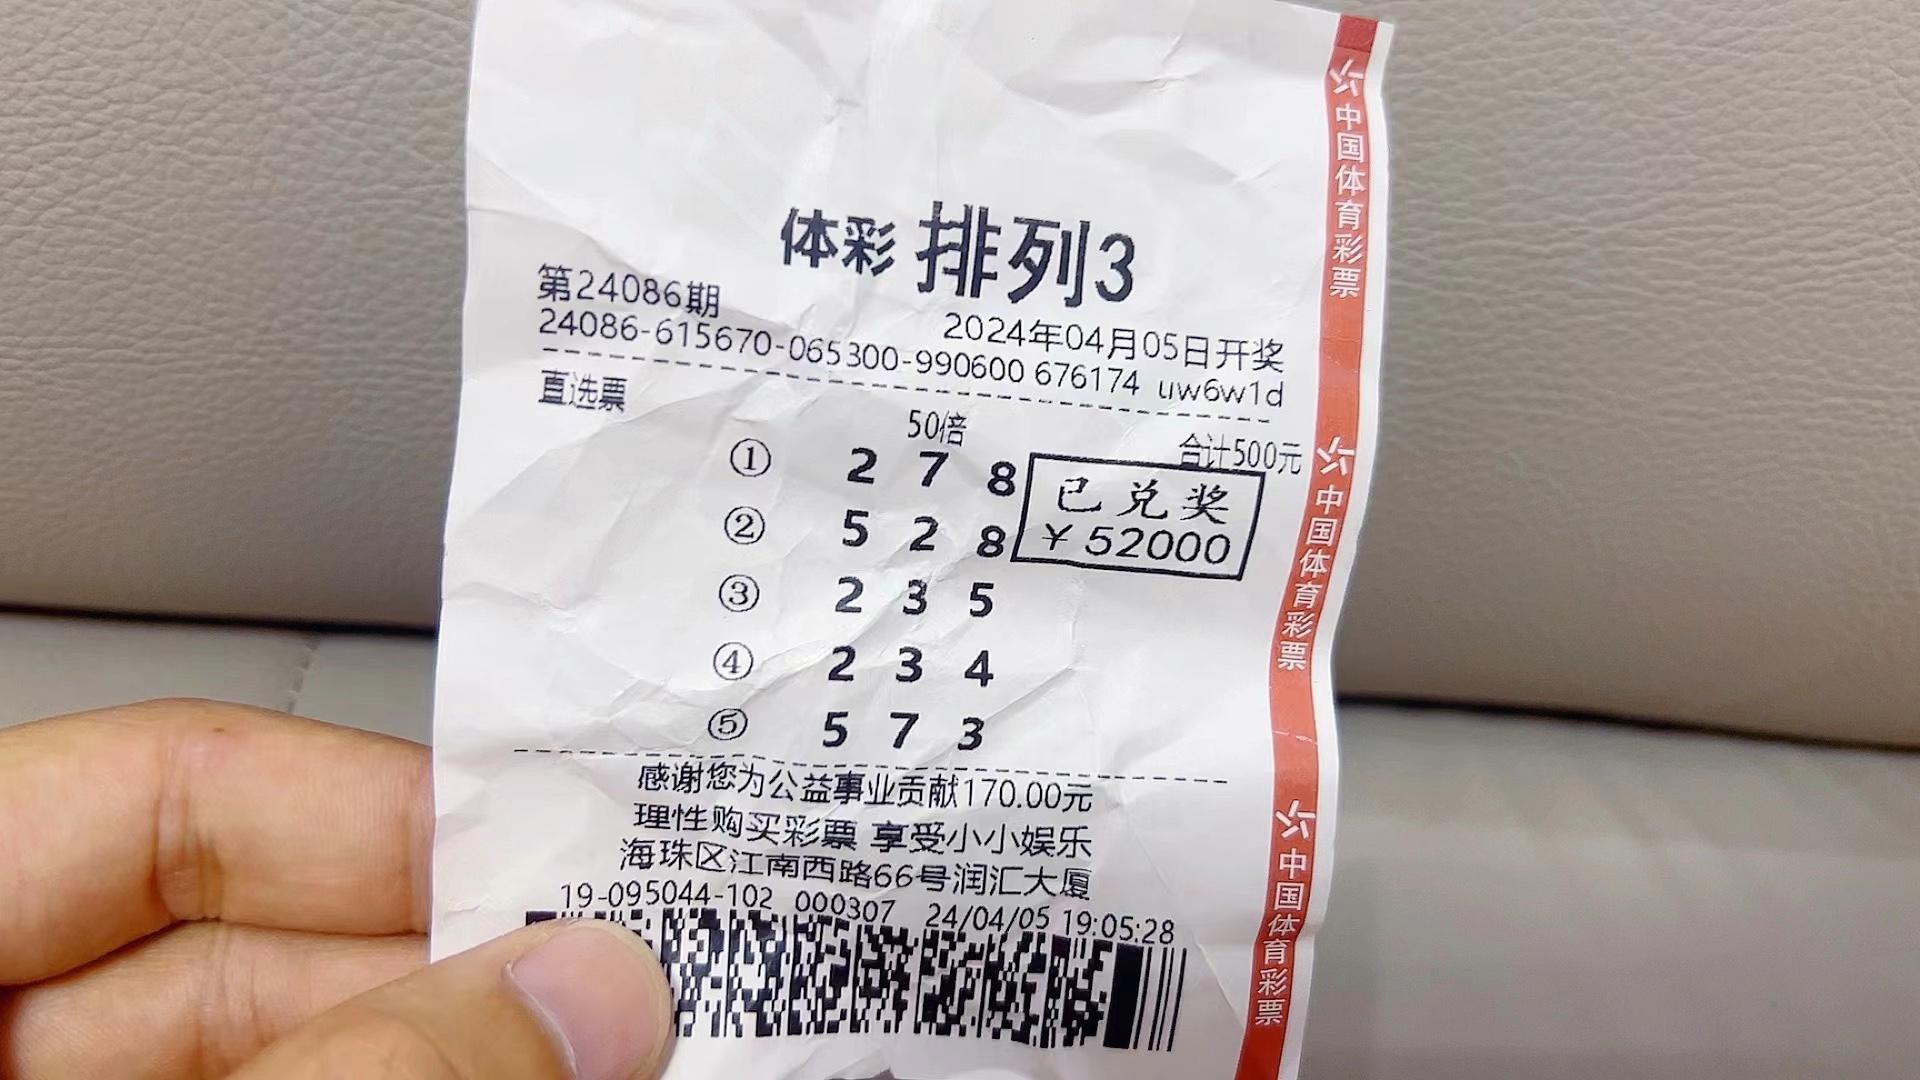 体彩 排列3
第24086期
2024年04月05日开奖
24086-615670-065300-990600 676174 uw6w1d
直选票
50倍
合计500元
① 2 7 8
② 5 2 8
③ 2 3 5
④ 2 3 4
⑤ 5 7 3
已兑奖
￥52000
感谢您为公益事业贡献170.00元
理性购买彩票 享受小小娱乐
海珠区江南西路66号润汇大厦
19-095044-102 000307 24/04/05 19:05:28
中国体育彩票
中国体育彩票
中国体育彩票